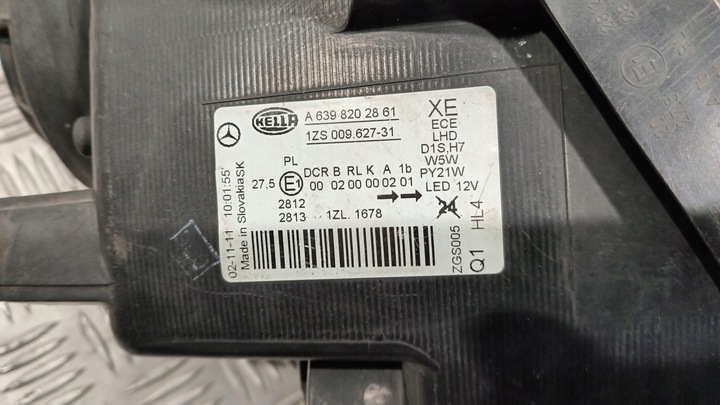 HELLA
A 639 820 28 61
1ZS 009.627-31
XE
ECE
LHD
D1S,H7
W5W
PY21W
LED 12V
24
PL
DCR B RL K A 1b
27,5 E1 00 02 00 00 02 01
2812
2813 1ZL. 1678
02-11-11 10:01:55
Made in SlovakiaSK
ZGS005
Q1 HL4